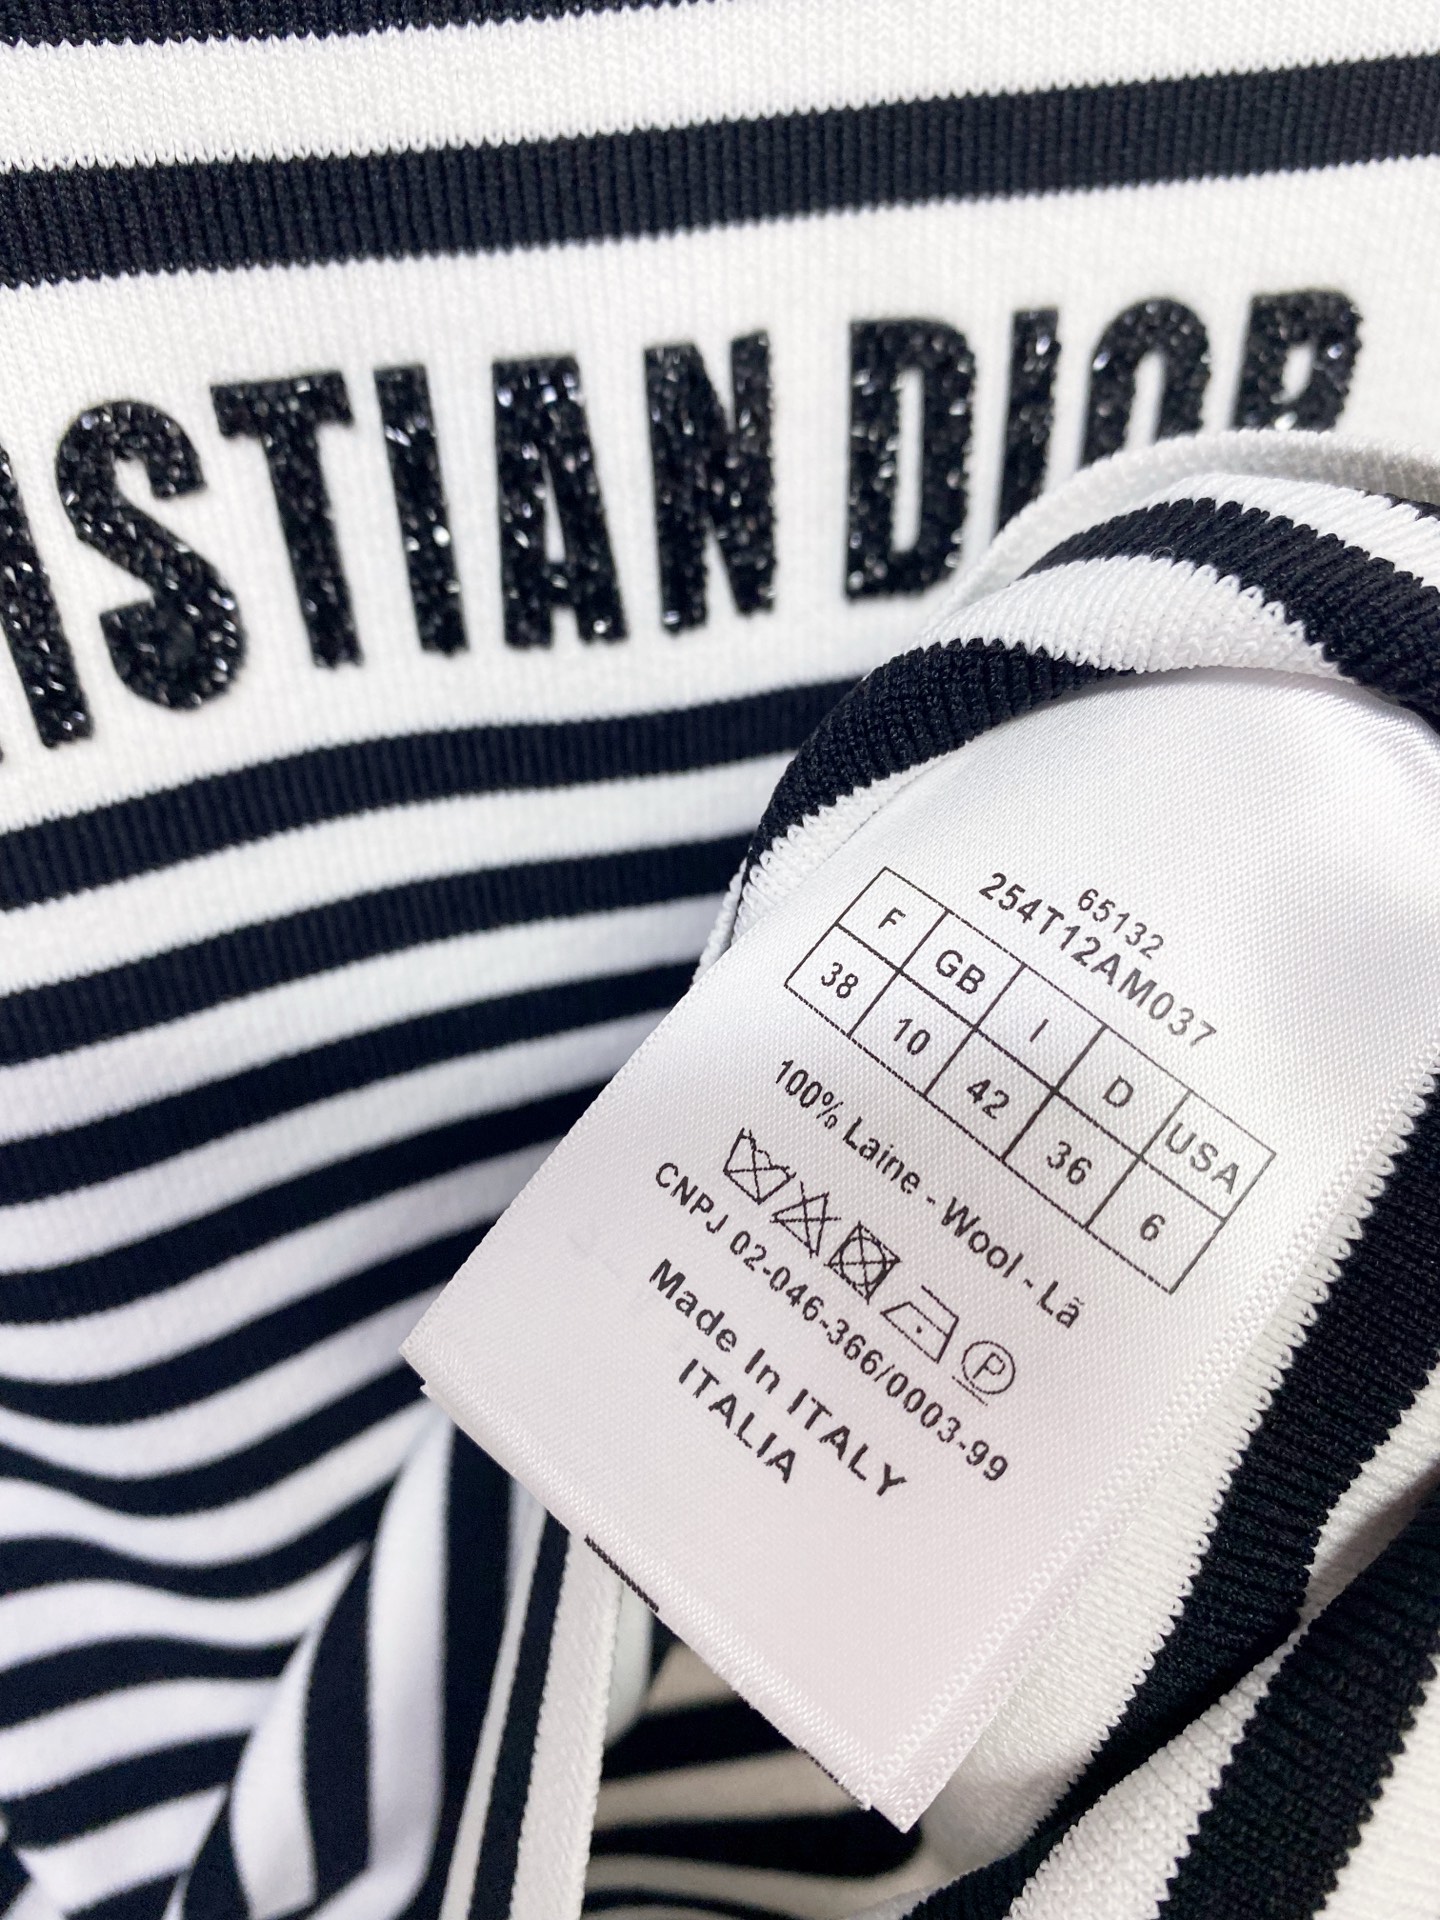 ISTIAN DIOR
65132
254T12AM037
F GB I D USA
38 10 42 36 6
100% Laine - Wool - Lã
P
CNPJ 02-046-366/0003-99
Made In ITALY
ITALIA